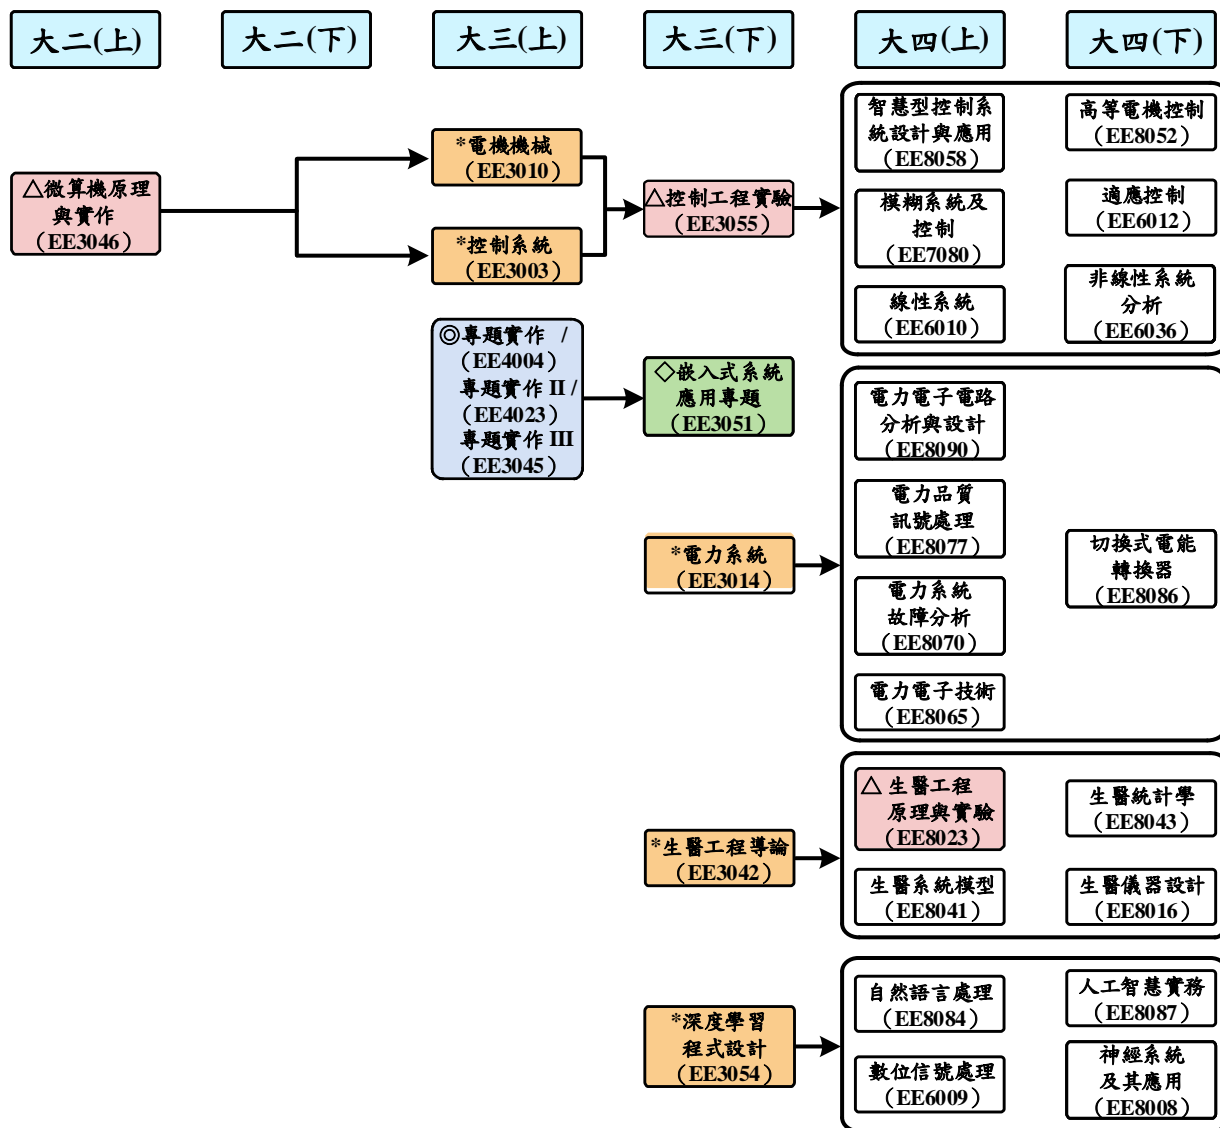 大二(上)
大二(下)
大三(上)
大三(下)
大四(上)
大四(下)
△微算機原理
與實作
(EE3046)
*電機機械
(EE3010)
*控制系統
(EE3003)
◎專題實作 /
(EE4004)
專題實作 II /
(EE4023)
專題實作 III
(EE3045)
△控制工程實驗
(EE3055)
◇嵌入式系統
應用專題
(EE3051)
*電力系統
(EE3014)
*生醫工程導論
(EE3042)
*深度學習
程式設計
(EE3054)
智慧型控制系
統設計與應用
(EE8058)
模糊系統及
控制
(EE7080)
線性系統
(EE6010)
高等電機控制
(EE8052)
適應控制
(EE6012)
非線性系統
分析
(EE6036)
電力電子電路
分析與設計
(EE8090)
電力品質
訊號處理
(EE8077)
電力系統
故障分析
(EE8070)
電力電子技術
(EE8065)
切換式電能
轉換器
(EE8086)
△ 生醫工程
原理與實驗
(EE8023)
生醫系統模型
(EE8041)
生醫統計學
(EE8043)
生醫儀器設計
(EE8016)
自然語言處理
(EE8084)
數位信號處理
(EE6009)
人工智慧實務
(EE8087)
神經系統
及其應用
(EE8008)